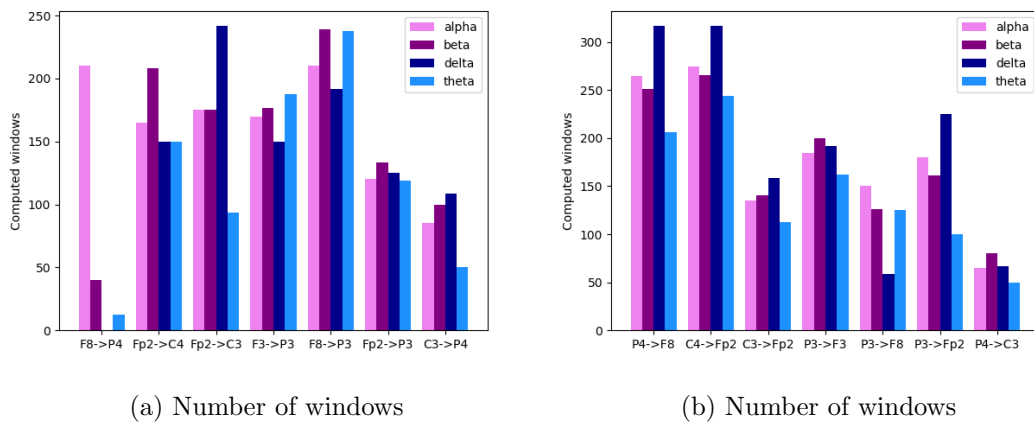 250
200
150
100
50
0
Computed windows
alpha
beta
delta
theta
F8->P4 Fp2->C4 Fp2->C3 F3->P3 F8->P3 Fp2->P3 C3->P4
(a) Number of windows
300
250
200
150
100
50
0
Computed windows
alpha
beta
delta
theta
P4->F8 C4->Fp2 C3->Fp2 P3->F3 P3->F8 P3->Fp2 P4->C3
(b) Number of windows